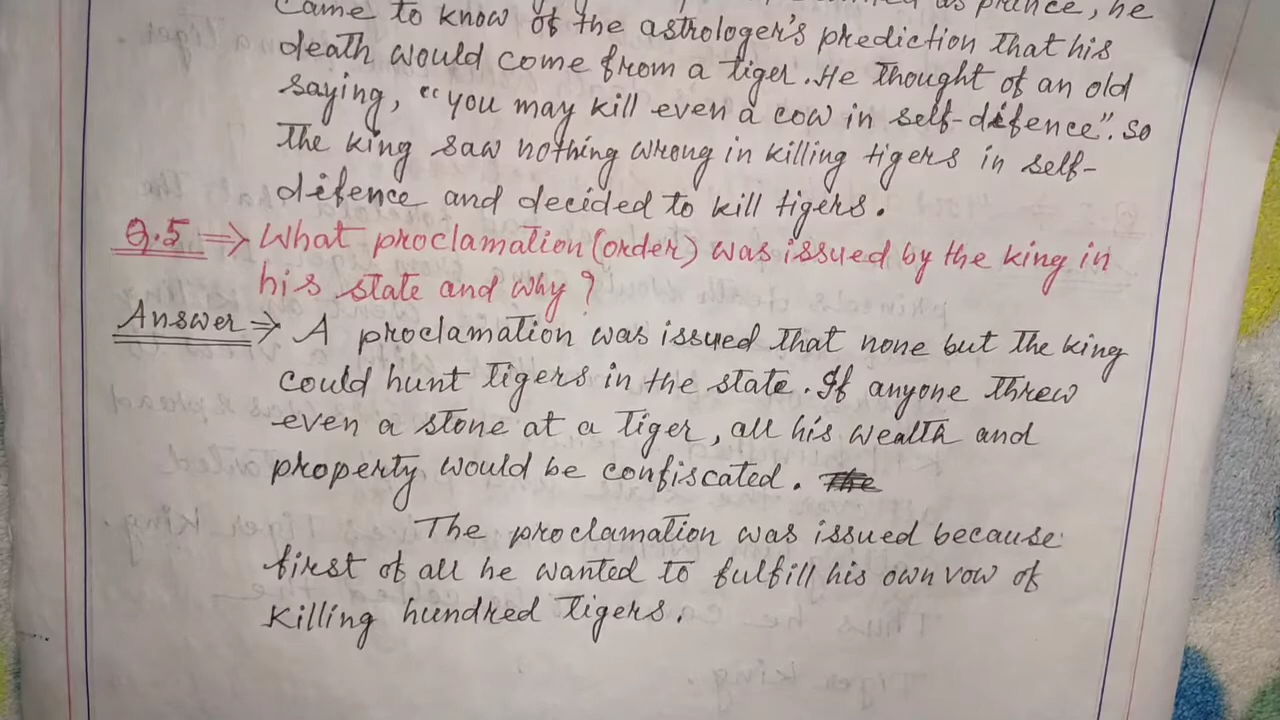 came to know of the astrologer's prediction that his
as prince, he
death would come from a tiger. He thought of an old
saying, "you may kill even a cow in self-difence". So
the king saw nothing wrong in killing tigers in self-
difence and decided to kill tigers.
Q.5 ⇒ What proclamation (order) was issued by the king in
his state and why?
Answer ⇒ A proclamation was issued that none but the king
could hunt tigers in the state. If anyone threw
even a stone at a tiger, all his wealth and
property would be confiscated. The
The proclamation was issued because
first of all he wanted to fulfill his own vow of
killing hundred tigers.